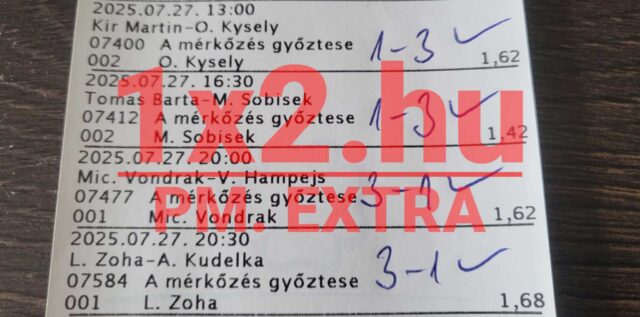 2025.07.27. 13:00
Kir Martin-O. Kysely
07400 A mérkőzés győztese 1-3 ✓
002 O. Kysely 1,62
2025.07.27. 16:30
Tomas Barta-M. Sobisek
07412 A mérkőzés győztese 1-3 ✓
002 M. Sobisek 1,42
1x2.hu
2025.07.27. 20:00
Mic. Vondrak-V. Hampejs
07477 A mérkőzés győztese 3-1 ✓
001 Mic. Vondrak 1,62
PM. EXTRA
2025.07.27. 20:30
L. Zoha-A. Kudelka
07584 A mérkőzés győztese 3-1 ✓
001 L. Zoha 1,68